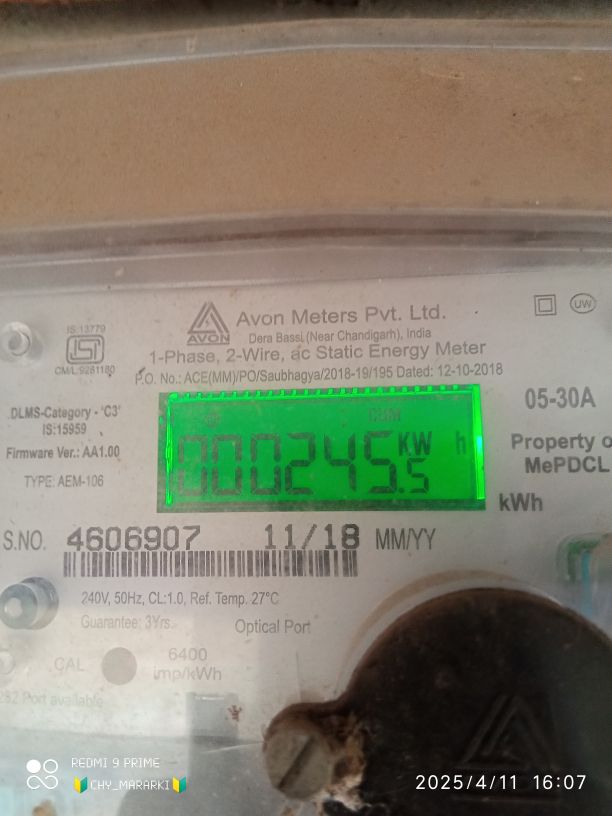 Avon Meters Pvt. Ltd.
AVON
Dera Bassi (Near Chandigarh), India
UW
IS:13779
ISI
CM/L:9281180
1-Phase, 2-Wire, ac Static Energy Meter
P.O. No.: ACE(MM)/PO/Saubhagya/2018-19/195 Dated: 12-10-2018
DLMS-Category - 'C3'
IS:15959
Firmware Ver.: AA1.00
TYPE: AEM-106
CUM
000245.5 KW h
05-30A
Property o
MePDCL
kWh
S.NO. 4606907 11/18 MM/YY
240V, 50Hz, CL:1.0, Ref. Temp. 27°C
Guarantee: 3Yrs.
Optical Port
CAL
6400
imp/kWh
Port available
REDMI 9 PRIME
🔰CHY_MARARKI🔰
2025/4/11 16:07